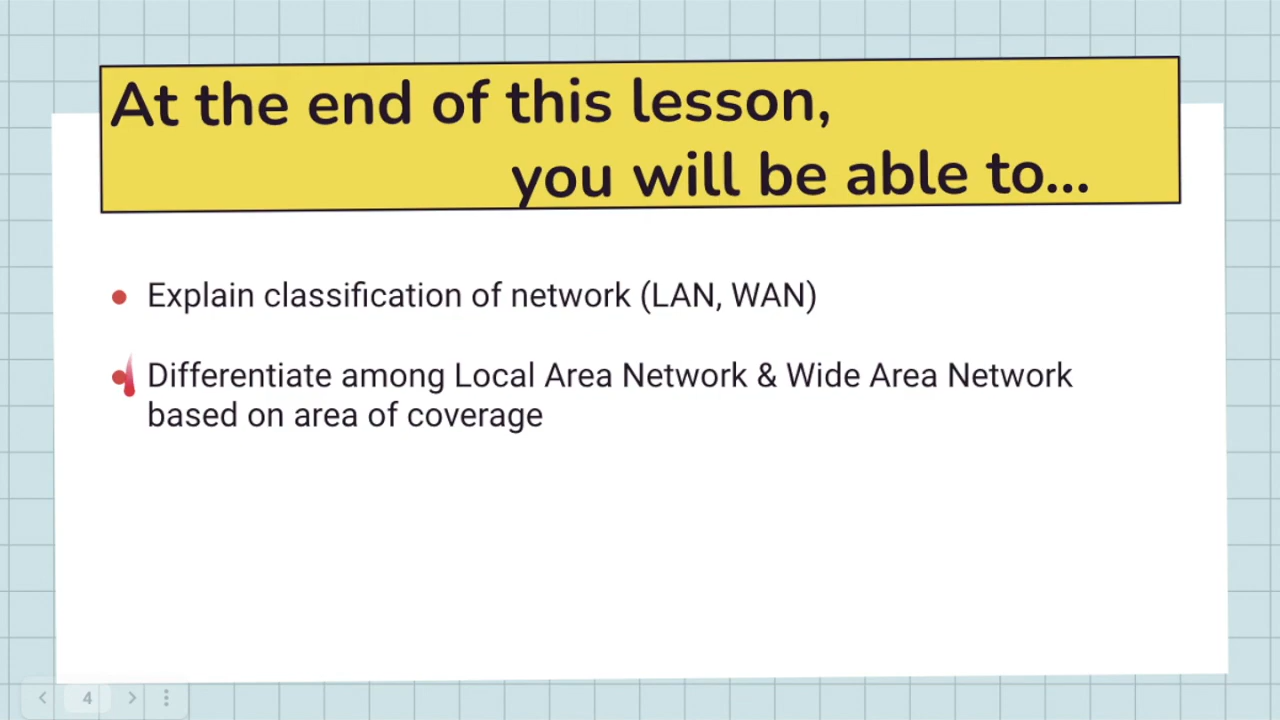 At the end of this lesson,
you will be able to...
Explain classification of network (LAN, WAN)
Differentiate among Local Area Network & Wide Area Network
based on area of coverage
4